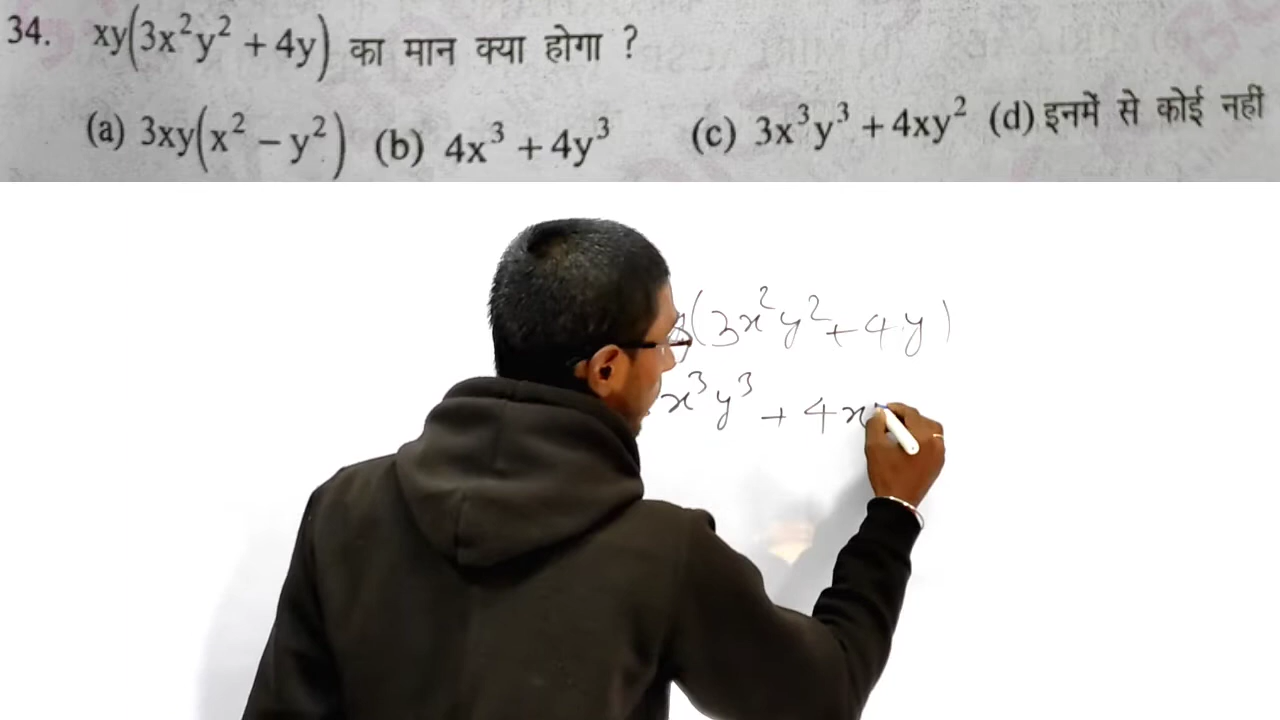 34. xy(3x²y² + 4y) का मान क्या होगा ?
(a) 3xy(x² – y²) (b) 4x³ + 4y³ (c) 3x³y³ + 4xy² (d) इनमें से कोई नहीं
(3x²y² + 4y)
x³y³ + 4x